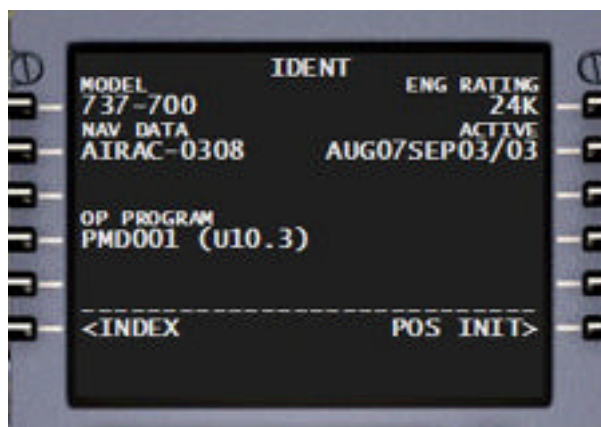 IDENT
MODEL ENG RATING
737-700 24K
NAV DATA ACTIVE
AIRAC-0308 AUG07SEP03/03
OP PROGRAM
PMD001 (U10.3)
------------------------------
<INDEX POS INIT>